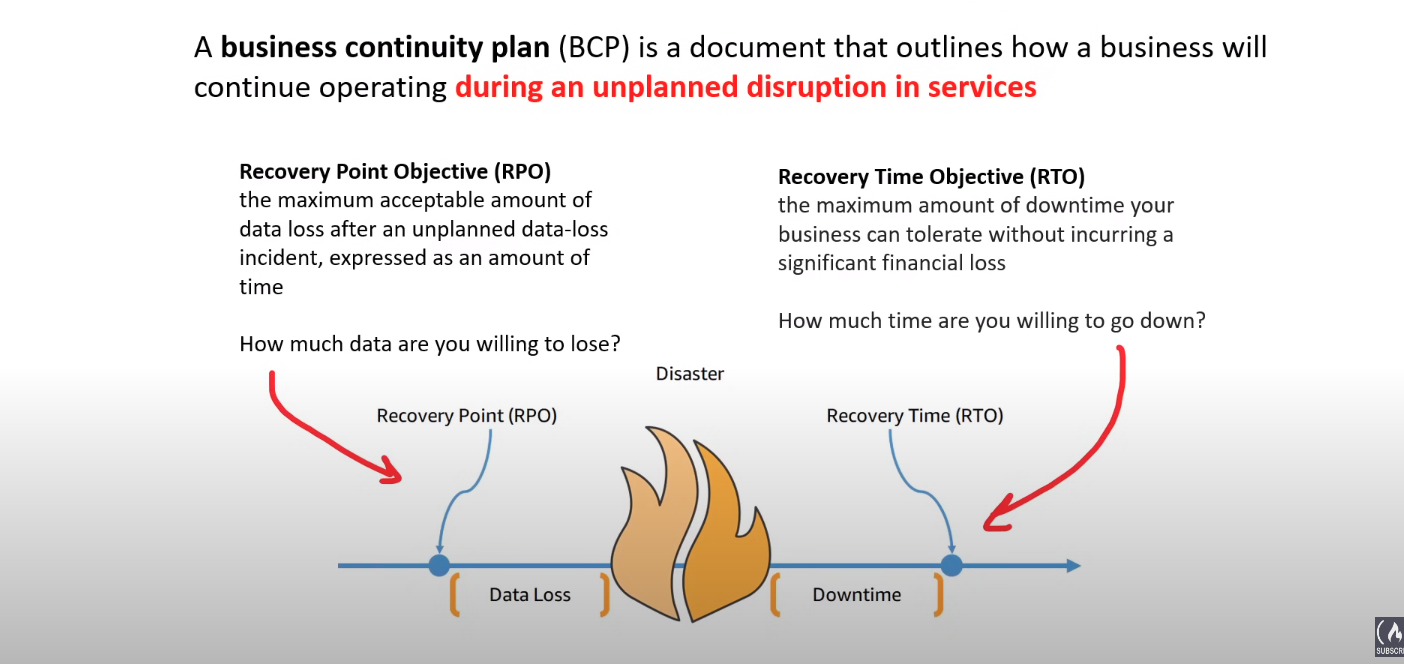 A business continuity plan (BCP) is a document that outlines how a business will
continue operating during an unplanned disruption in services
Recovery Point Objective (RPO)
the maximum acceptable amount of
data loss after an unplanned data-loss
incident, expressed as an amount of
time
How much data are you willing to lose?
Recovery Time Objective (RTO)
the maximum amount of downtime your
business can tolerate without incurring a
significant financial loss
How much time are you willing to go down?
Disaster
Recovery Point (RPO)
Recovery Time (RTO)
Data Loss
Downtime
SUBSCR